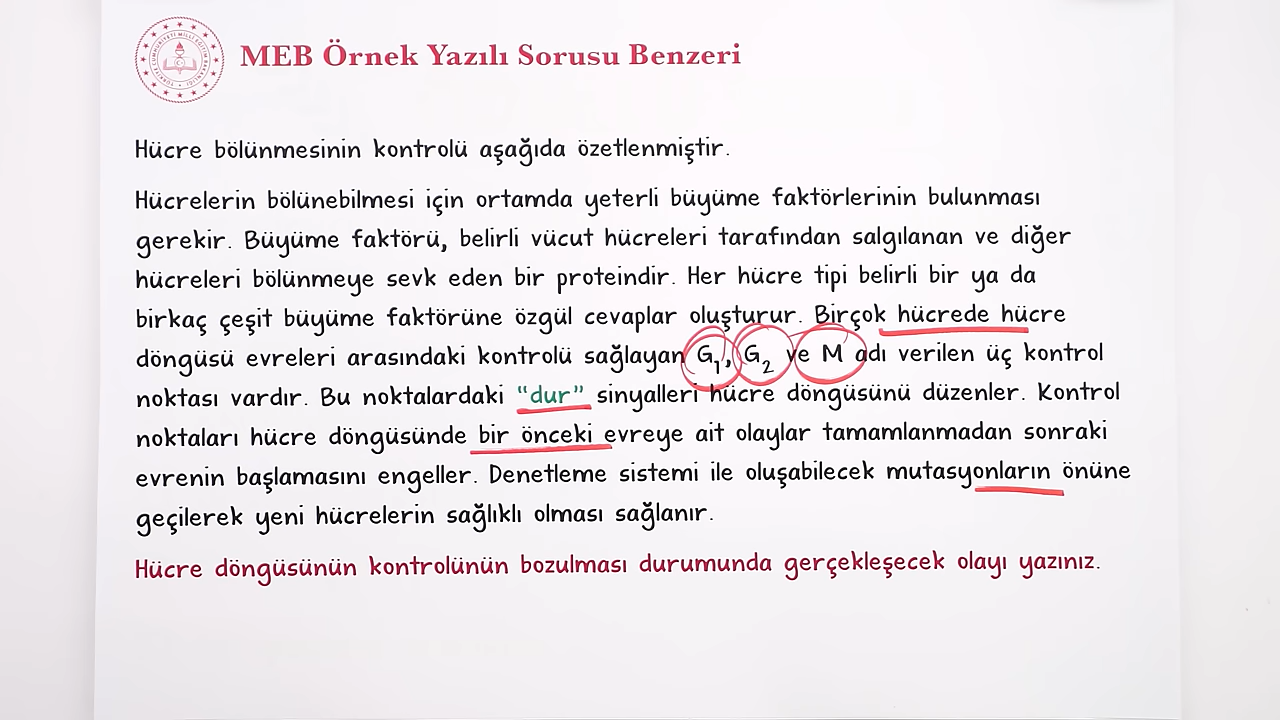 MEB Örnek Yazılı Sorusu Benzeri
Hücre bölünmesinin kontrolü aşağıda özetlenmiştir.
Hücrelerin bölünebilmesi için ortamda yeterli büyüme faktörlerinin bulunması
gerekir. Büyüme faktörü, belirli vücut hücreleri tarafından salgılanan ve diğer
hücreleri bölünmeye sevk eden bir proteindir. Her hücre tipi belirli bir ya da
birkaç çeşit büyüme faktörüne özgül cevaplar oluşturur. Birçok hücrede hücre
döngüsü evreleri arasındaki kontrolü sağlayan G₁, G₂ ve M adı verilen üç kontrol
noktası vardır. Bu noktalardaki “dur” sinyalleri hücre döngüsünü düzenler. Kontrol
noktaları hücre döngüsünde bir önceki evreye ait olaylar tamamlanmadan sonraki
evrenin başlamasını engeller. Denetleme sistemi ile oluşabilecek mutasyonların önüne
geçilerek yeni hücrelerin sağlıklı olması sağlanır.
Hücre döngüsünün kontrolünün bozulması durumunda gerçekleşecek olayı yazınız.